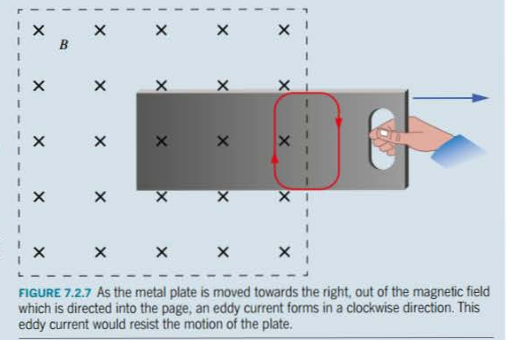 × × × × ×
B
× × × × ×
× × × × ×
× × × × ×
× × × × ×
FIGURE 7.2.7 As the metal plate is moved towards the right, out of the magnetic field
which is directed into the page, an eddy current forms in a clockwise direction. This
eddy current would resist the motion of the plate.